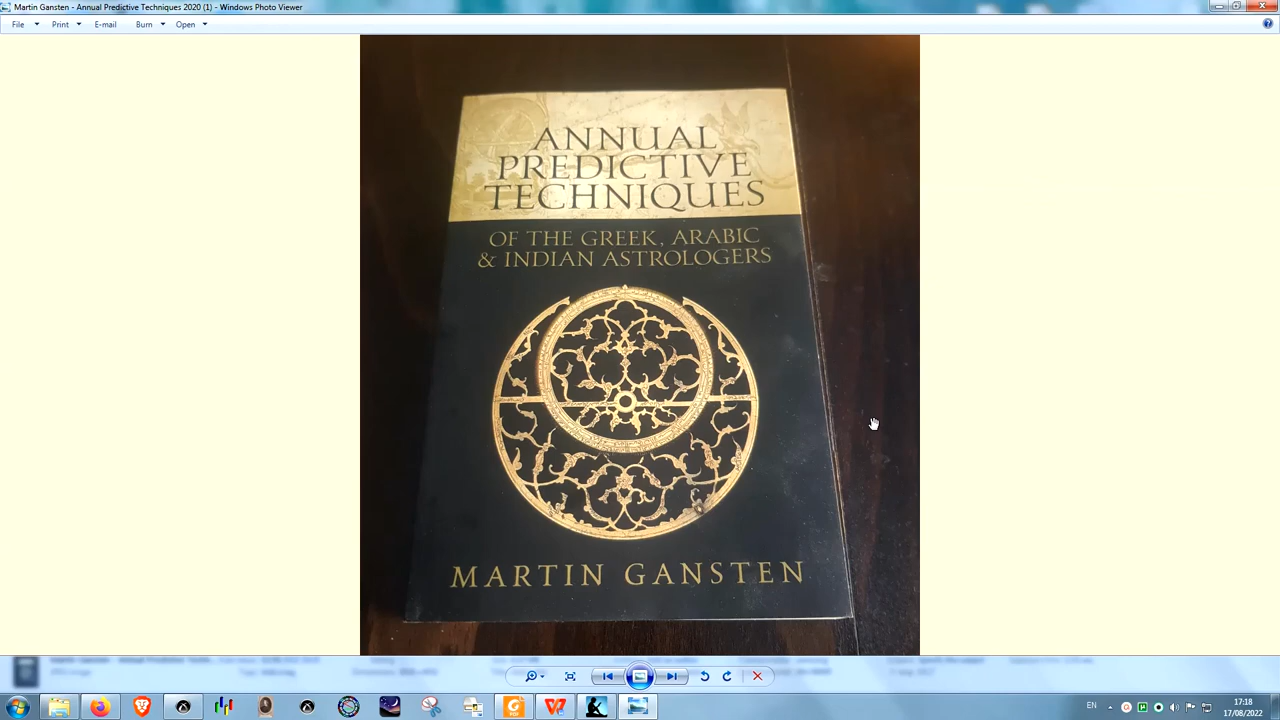 Martin Gansten - Annual Predictive Techniques 2020 (1) - Windows Photo Viewer
File Print E-mail Burn Open
ANNUAL
PREDICTIVE
TECHNIQUES
OF THE GREEK, ARABIC
& INDIAN ASTROLOGERS
MARTIN GANSTEN
EN
17:18
17/08/2022